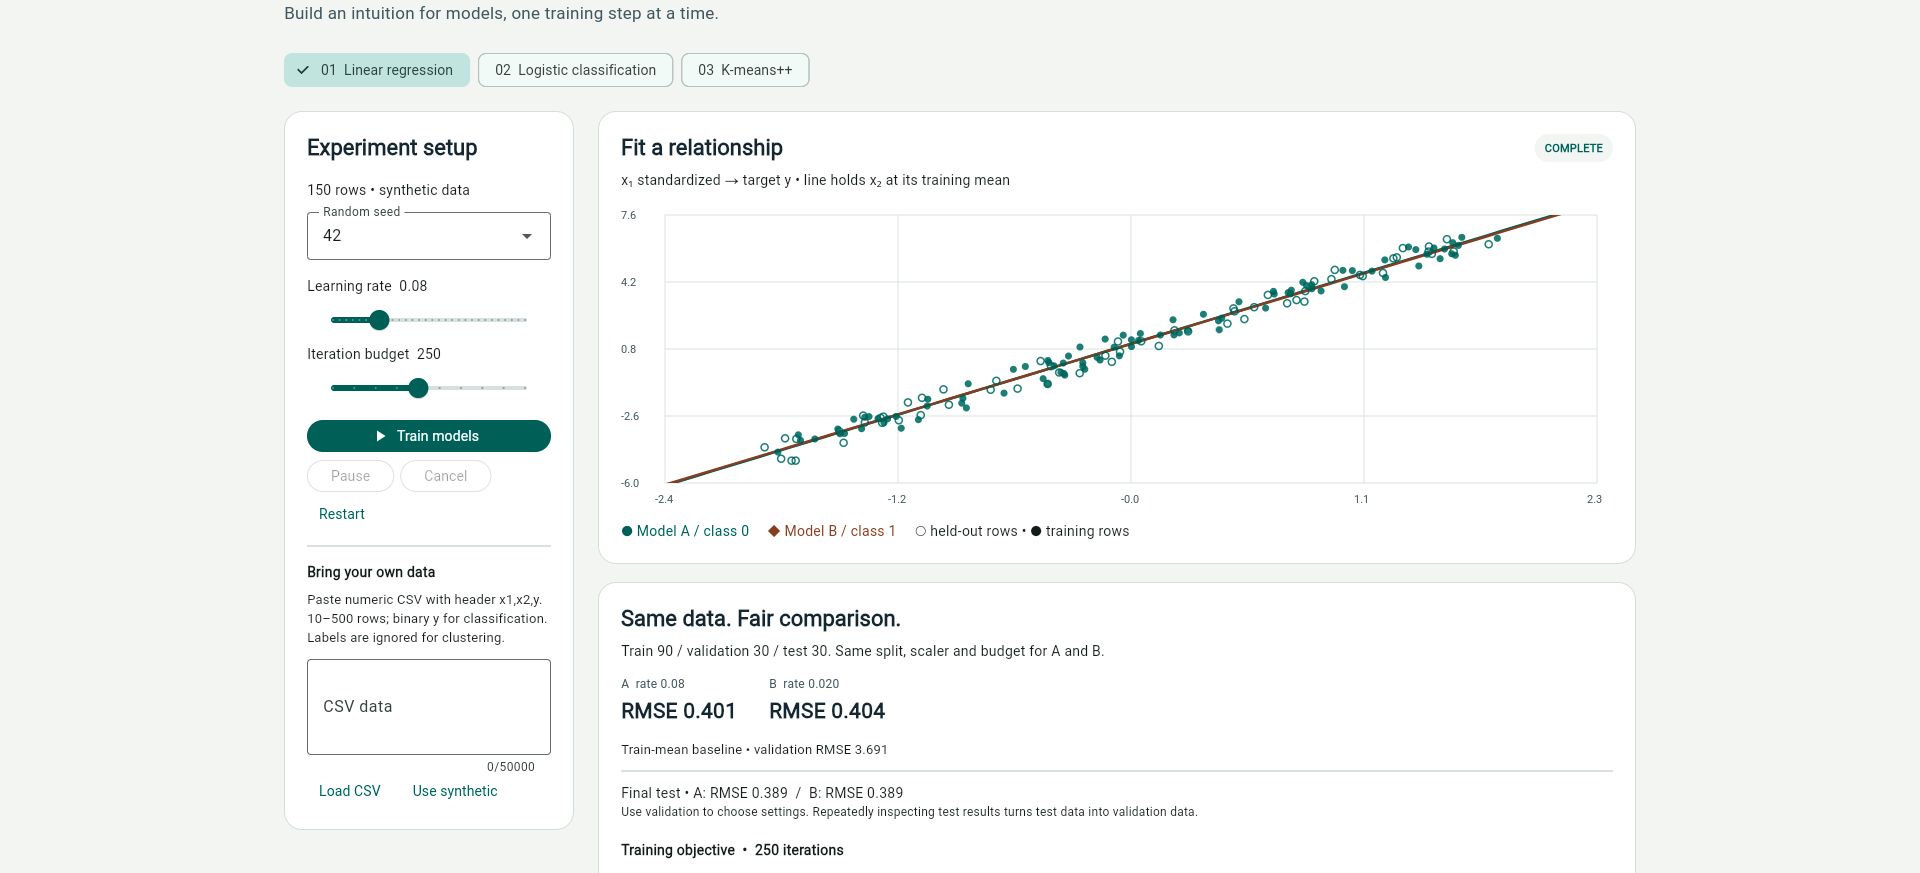 Build an intuition for models, one training step at a time.
01 Linear regression
02 Logistic classification
03 K-means++
Experiment setup
150 rows • synthetic data
Random seed
42
Learning rate 0.08
Iteration budget 250
Train models
Pause
Cancel
Restart
Bring your own data
Paste numeric CSV with header x1,x2,y.
10–500 rows; binary y for classification.
Labels are ignored for clustering.
CSV data
0/50000
Load CSV
Use synthetic
Fit a relationship
COMPLETE
x₁ standardized → target y • line holds x₂ at its training mean
7.6
4.2
0.8
-2.6
-6.0
-2.4
-1.2
-0.0
1.1
2.3
Model A / class 0
Model B / class 1
held-out rows • ● training rows
Same data. Fair comparison.
Train 90 / validation 30 / test 30. Same split, scaler and budget for A and B.
A rate 0.08
B rate 0.020
RMSE 0.401
RMSE 0.404
Train-mean baseline • validation RMSE 3.691
Final test • A: RMSE 0.389 / B: RMSE 0.389
Use validation to choose settings. Repeatedly inspecting test results turns test data into validation data.
Training objective • 250 iterations